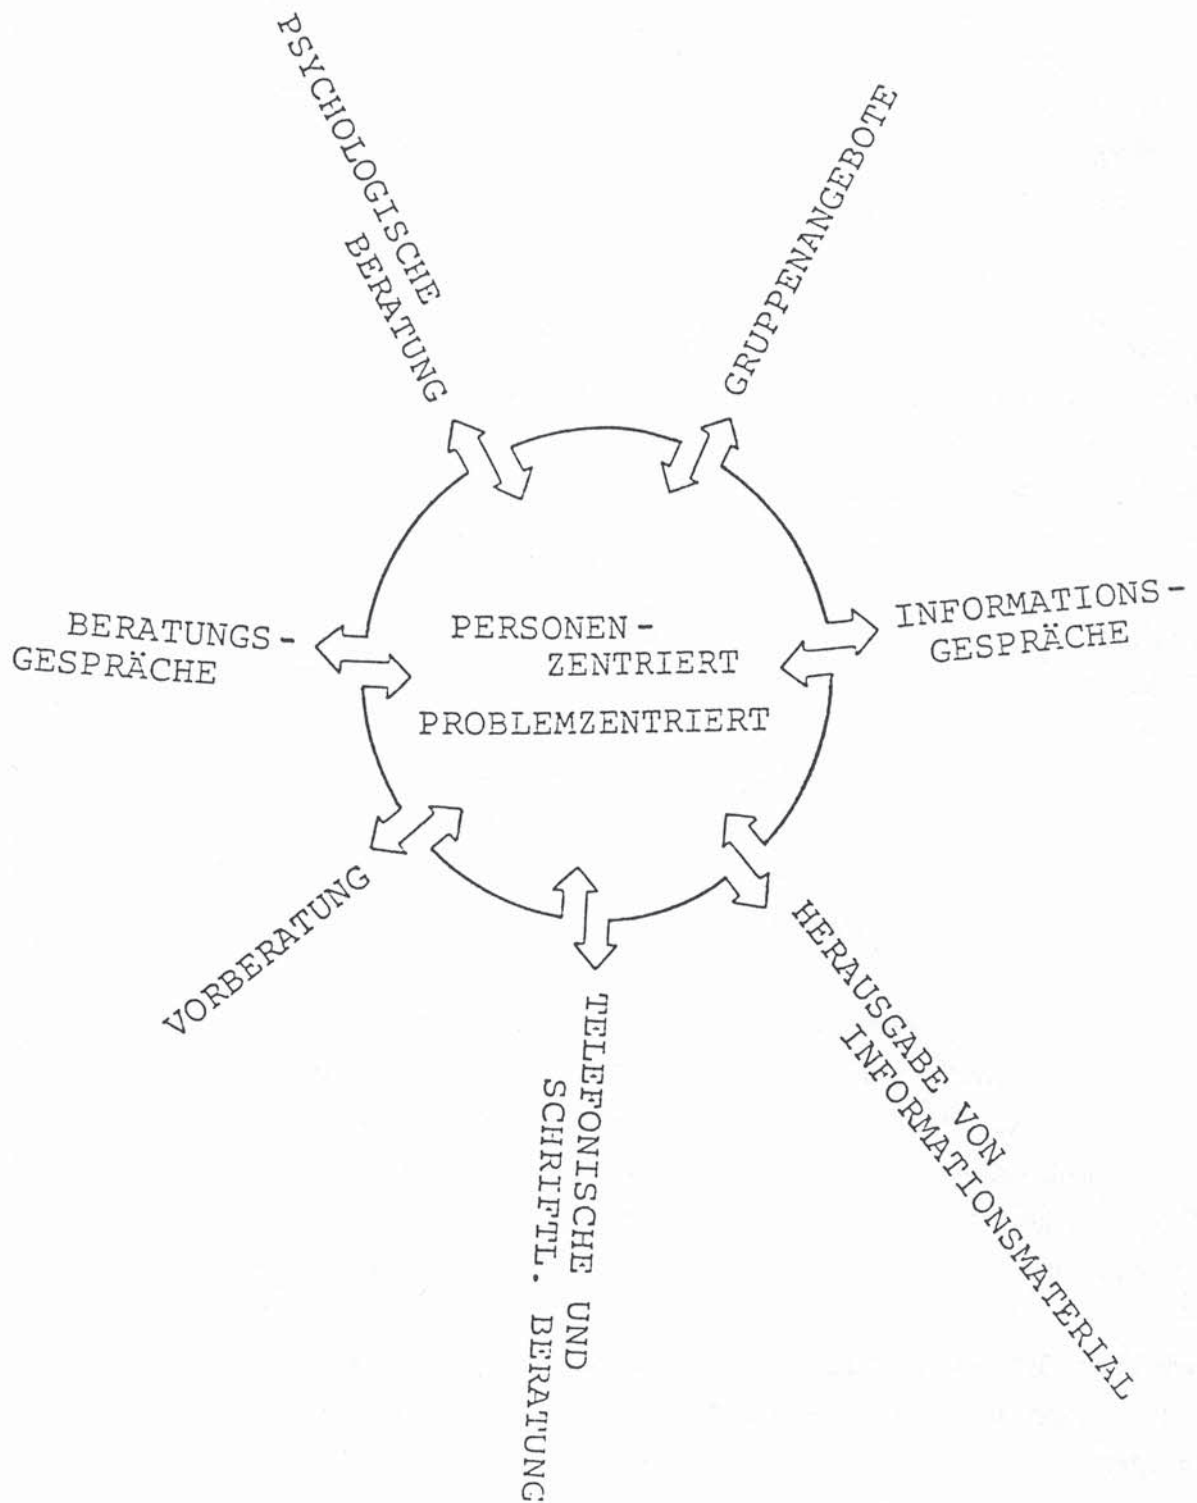 PSYCHOLOGISCHE
BERATUNG
GRUPPENANGEBOTE
INFORMATIONS-
GESPRÄCHE
HERAUSGABE VON
INFORMATIONSMATERIAL
TELEFONISCHE UND
SCHRIFTL. BERATUNG
VORBERATUNG
BERATUNGS-
GESPRÄCHE
PERSONEN-
ZENTRIERT
PROBLEMZENTRIERT